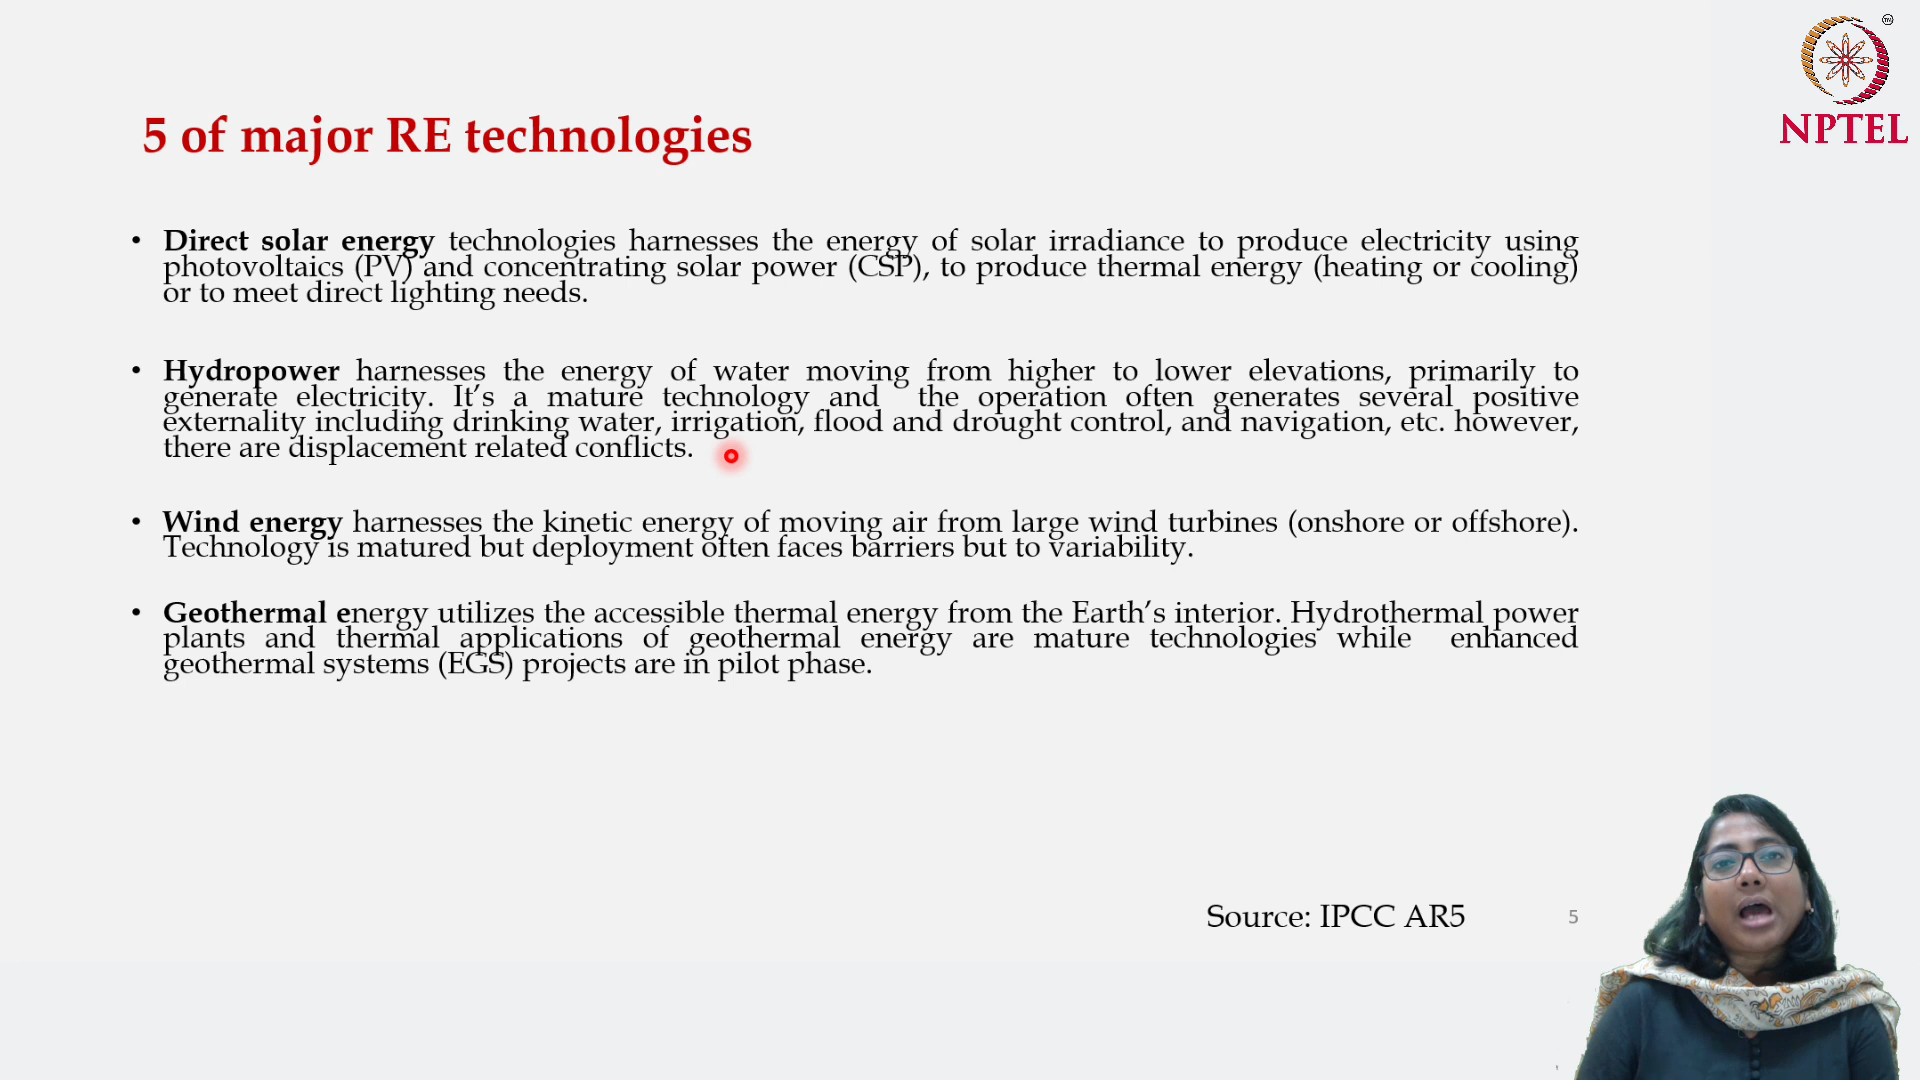 TM
NPTEL
5 of major RE technologies
• Direct solar energy technologies harnesses the energy of solar irradiance to produce electricity using
photovoltaics (PV) and concentrating solar power (CSP), to produce thermal energy (heating or cooling)
or to meet direct lighting needs.
• Hydropower harnesses the energy of water moving from higher to lower elevations, primarily to
generate electricity. It’s a mature technology and the operation often generates several positive
externality including drinking water, irrigation, flood and drought control, and navigation, etc. however,
there are displacement related conflicts.
• Wind energy harnesses the kinetic energy of moving air from large wind turbines (onshore or offshore).
Technology is matured but deployment often faces barriers but to variability.
• Geothermal energy utilizes the accessible thermal energy from the Earth’s interior. Hydrothermal power
plants and thermal applications of geothermal energy are mature technologies while enhanced
geothermal systems (EGS) projects are in pilot phase.
Source: IPCC AR5
5